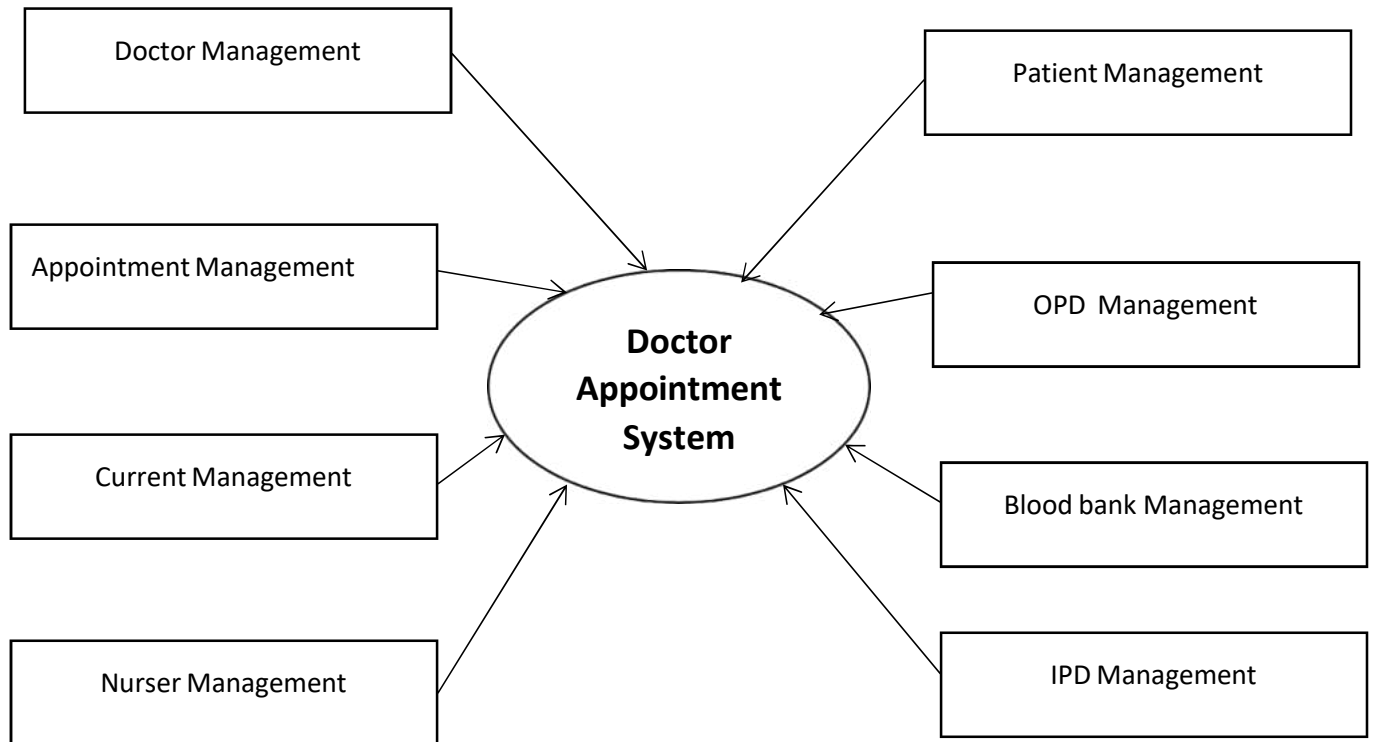 Doctor Management
Patient Management
Appointment Management
OPD Management
Doctor
Appointment
System
Current Management
Blood bank Management
Nurser Management
IPD Management